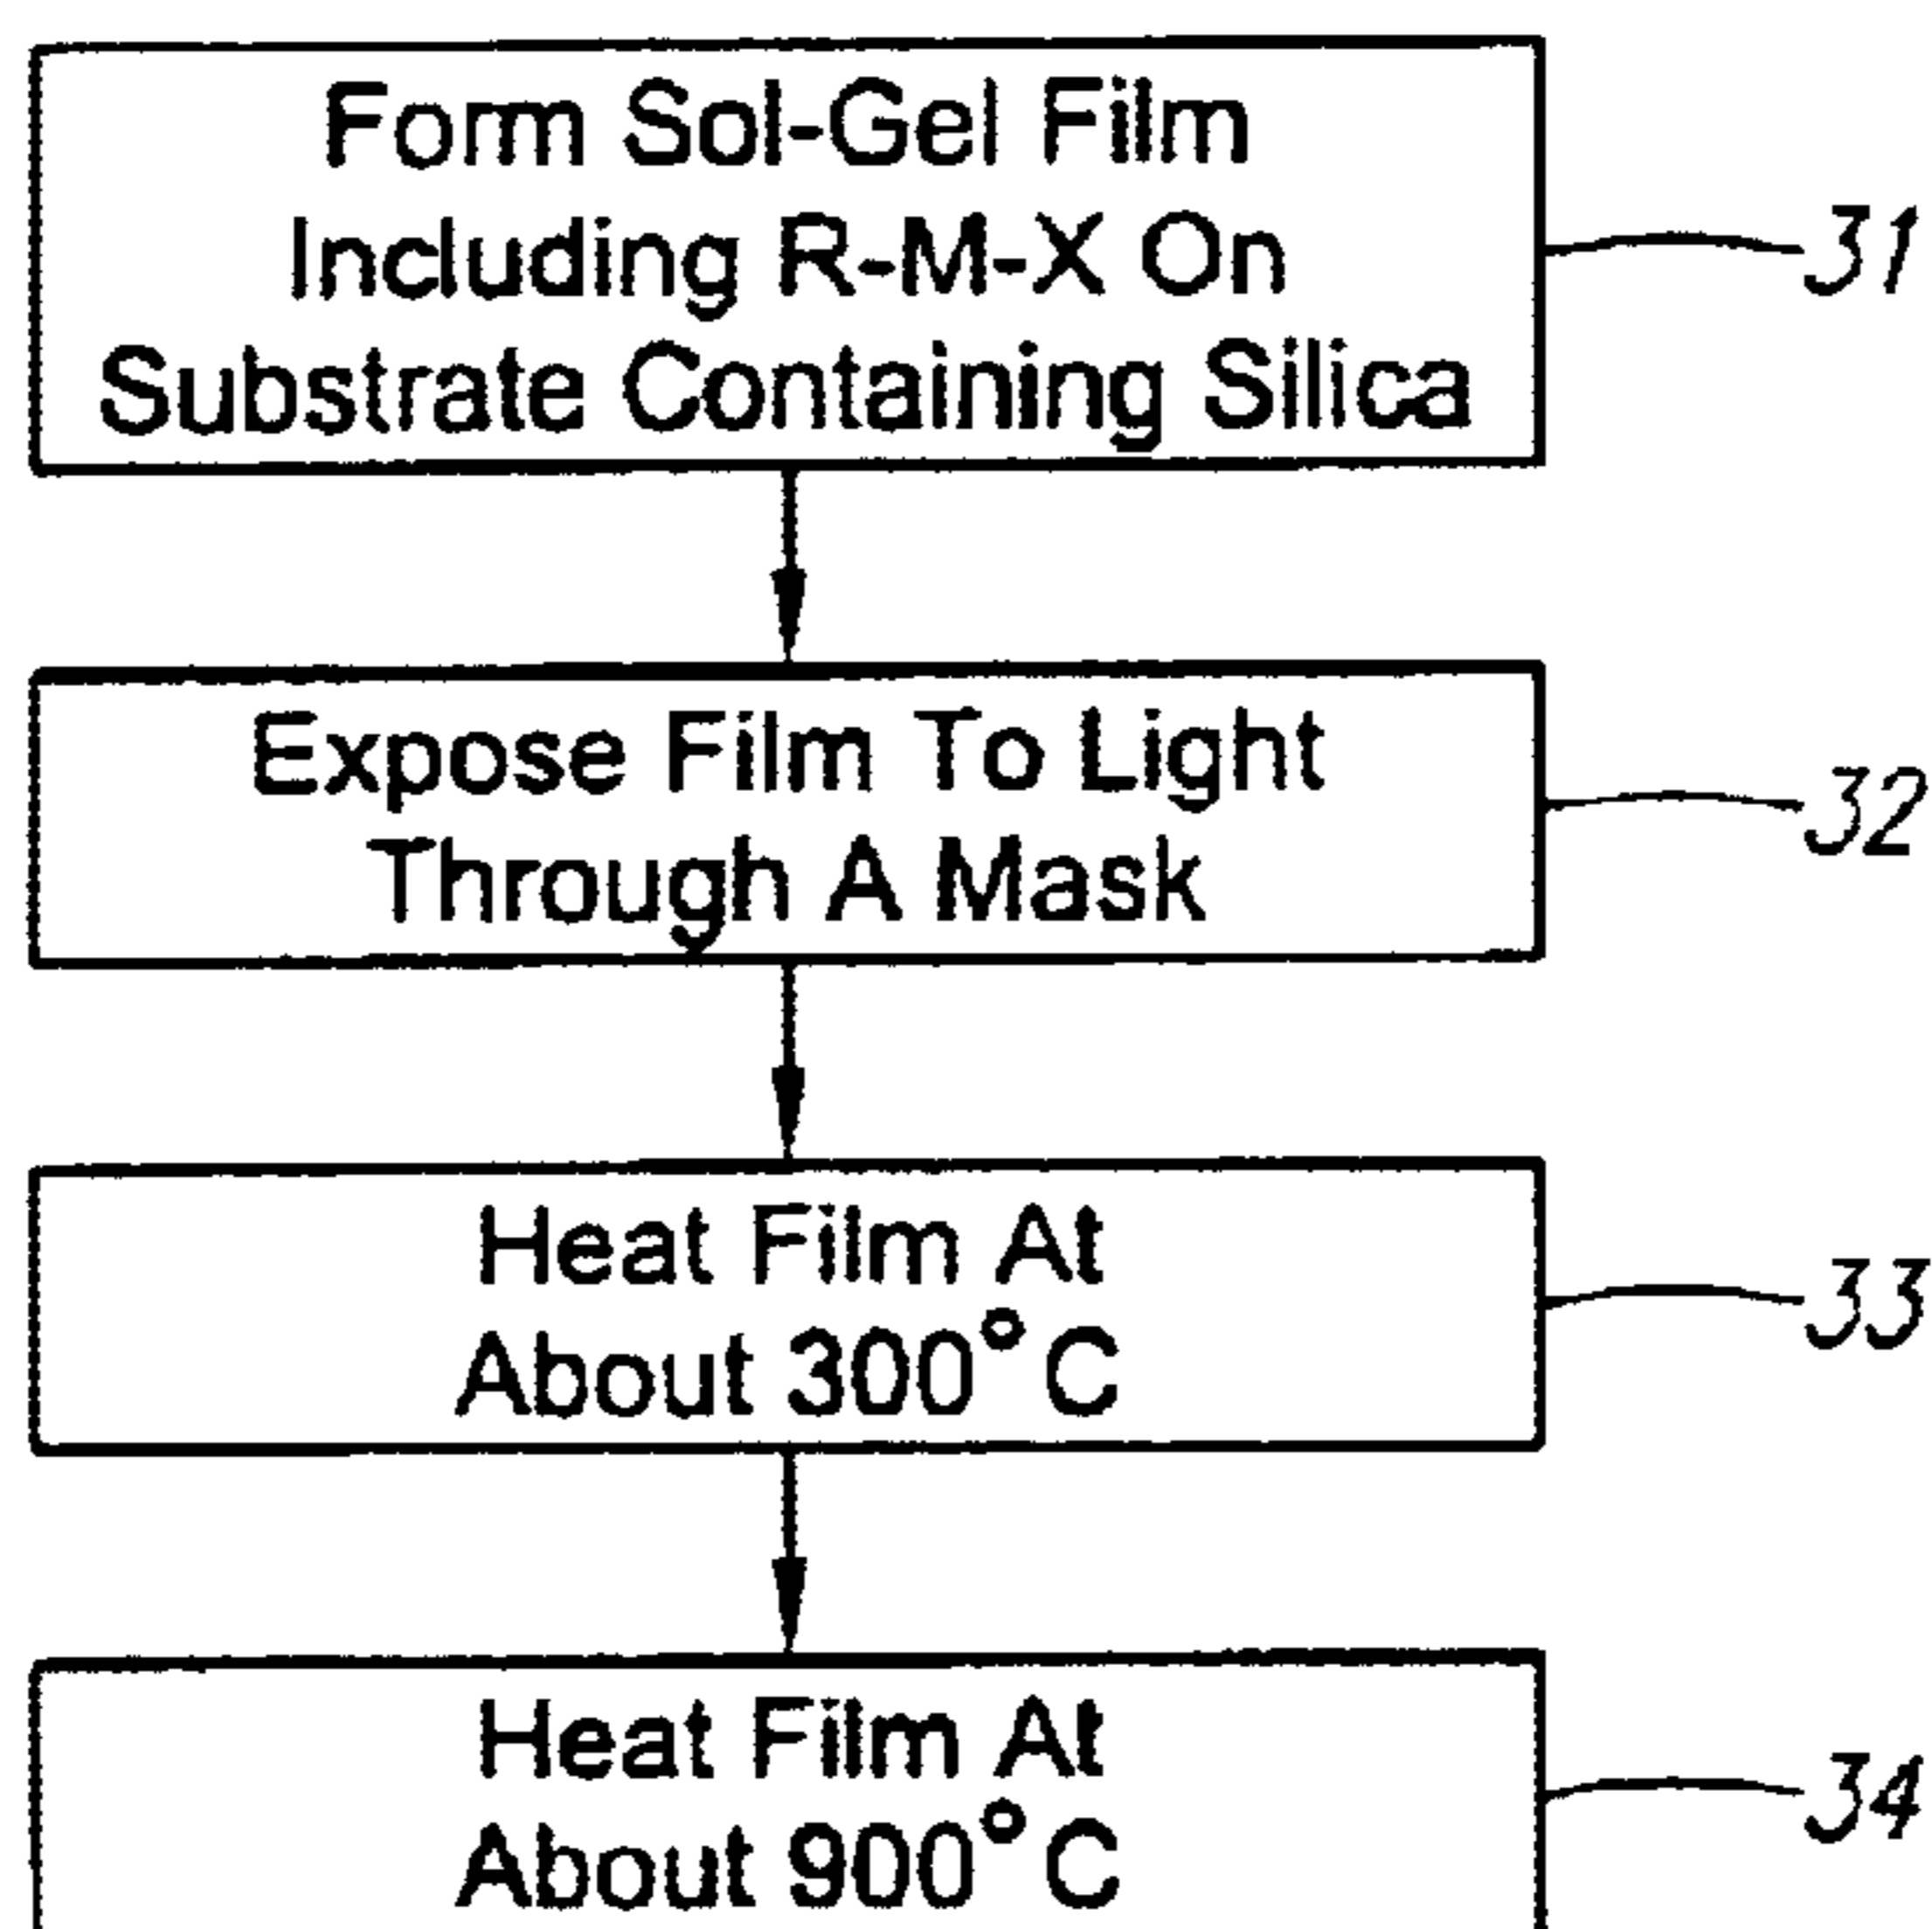 Form Sol-Gel Film
Including R-M-X On
Substrate Containing Silica
31
Expose Film To Light
Through A Mask
32
Heat Film At
About 300°C
33
Heat Film At
About 900°C
34